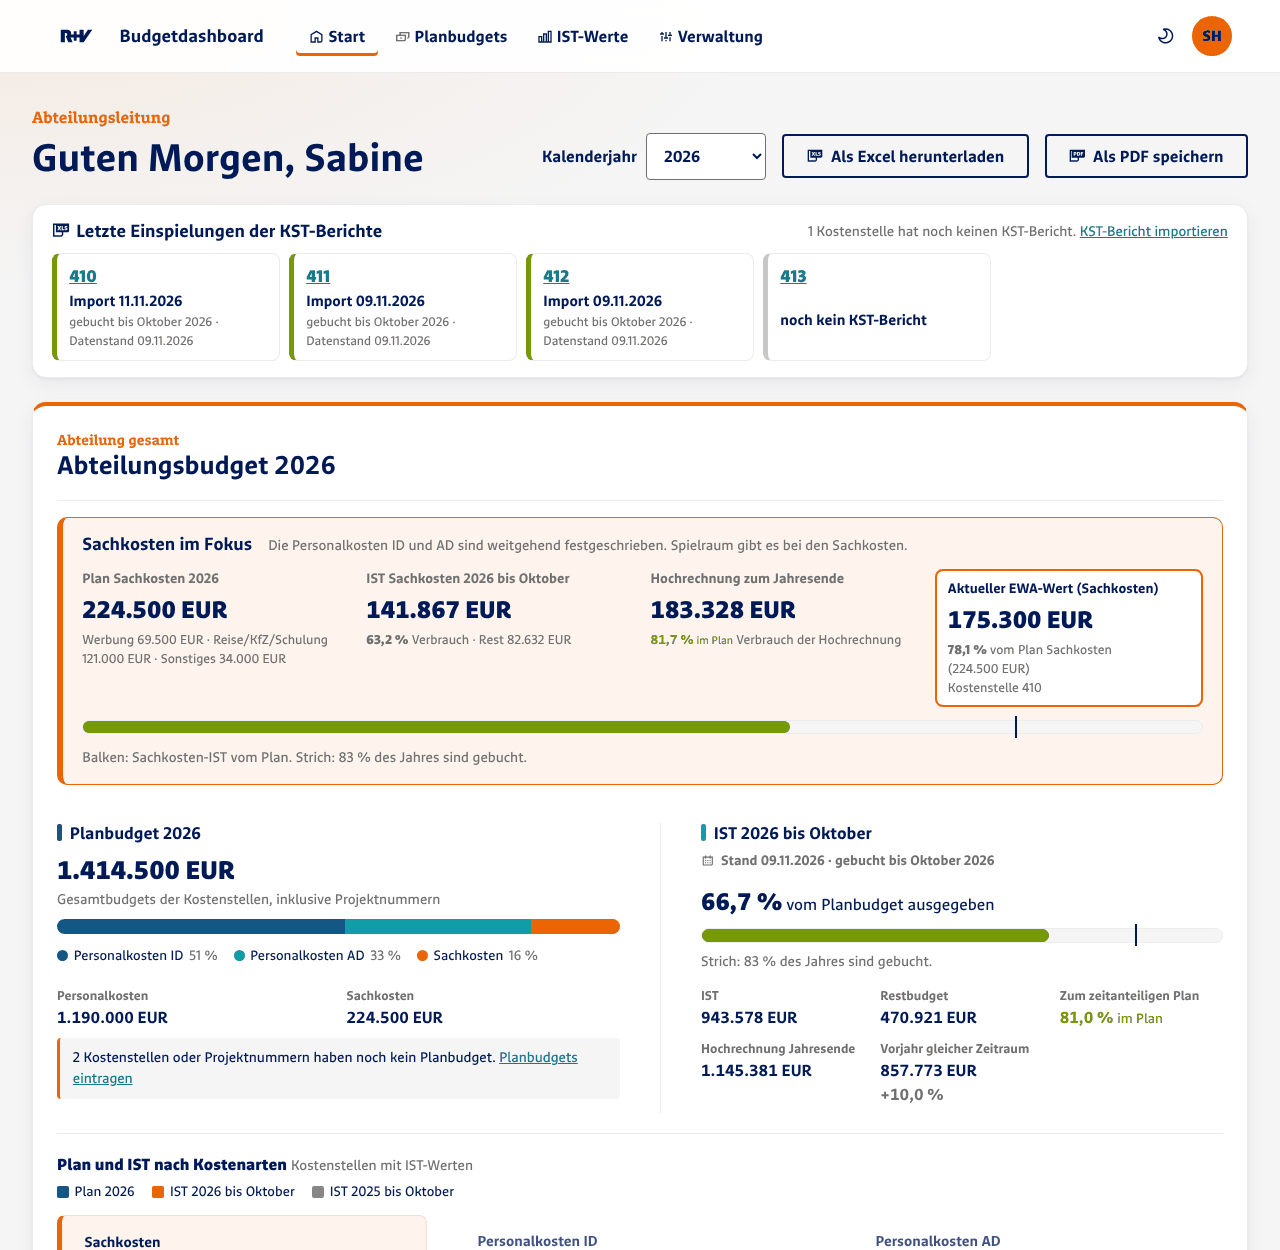 R+V Budgetdashboard Start Planbudgets IST-Werte Verwaltung SH
Abteilungsleitung
Guten Morgen, Sabine
Kalenderjahr 2026 Als Excel herunterladen Als PDF speichern
Letzte Einspielungen der KST-Berichte
1 Kostenstelle hat noch keinen KST-Bericht. KST-Bericht importieren
410
Import 11.11.2026
gebucht bis Oktober 2026 ·
Datenstand 09.11.2026
411
Import 09.11.2026
gebucht bis Oktober 2026 ·
Datenstand 09.11.2026
412
Import 09.11.2026
gebucht bis Oktober 2026 ·
Datenstand 09.11.2026
413
noch kein KST-Bericht
Abteilung gesamt
Abteilungsbudget 2026
Sachkosten im Fokus Die Personalkosten ID und AD sind weitgehend festgeschrieben. Spielraum gibt es bei den Sachkosten.
Plan Sachkosten 2026
224.500 EUR
Werbung 69.500 EUR · Reise/KfZ/Schulung
121.000 EUR · Sonstiges 34.000 EUR
IST Sachkosten 2026 bis Oktober
141.867 EUR
63,2 % Verbrauch · Rest 82.632 EUR
Hochrechnung zum Jahresende
183.328 EUR
81,7 % im Plan Verbrauch der Hochrechnung
Aktueller EWA-Wert (Sachkosten)
175.300 EUR
78,1 % vom Plan Sachkosten
(224.500 EUR)
Kostenstelle 410
Balken: Sachkosten-IST vom Plan. Strich: 83 % des Jahres sind gebucht.
Planbudget 2026
1.414.500 EUR
Gesamtbudgets der Kostenstellen, inklusive Projektnummern
Personalkosten ID 51 % Personalkosten AD 33 % Sachkosten 16 %
Personalkosten
1.190.000 EUR
Sachkosten
224.500 EUR
2 Kostenstellen oder Projektnummern haben noch kein Planbudget. Planbudgets
eintragen
IST 2026 bis Oktober
Stand 09.11.2026 · gebucht bis Oktober 2026
66,7 % vom Planbudget ausgegeben
Strich: 83 % des Jahres sind gebucht.
IST
943.578 EUR
Restbudget
470.921 EUR
Zum zeitanteiligen Plan
81,0 % im Plan
Hochrechnung Jahresende
1.145.381 EUR
Vorjahr gleicher Zeitraum
857.773 EUR
+10,0 %
Plan und IST nach Kostenarten Kostenstellen mit IST-Werten
Plan 2026 IST 2026 bis Oktober IST 2025 bis Oktober
Sachkosten Personalkosten ID Personalkosten AD